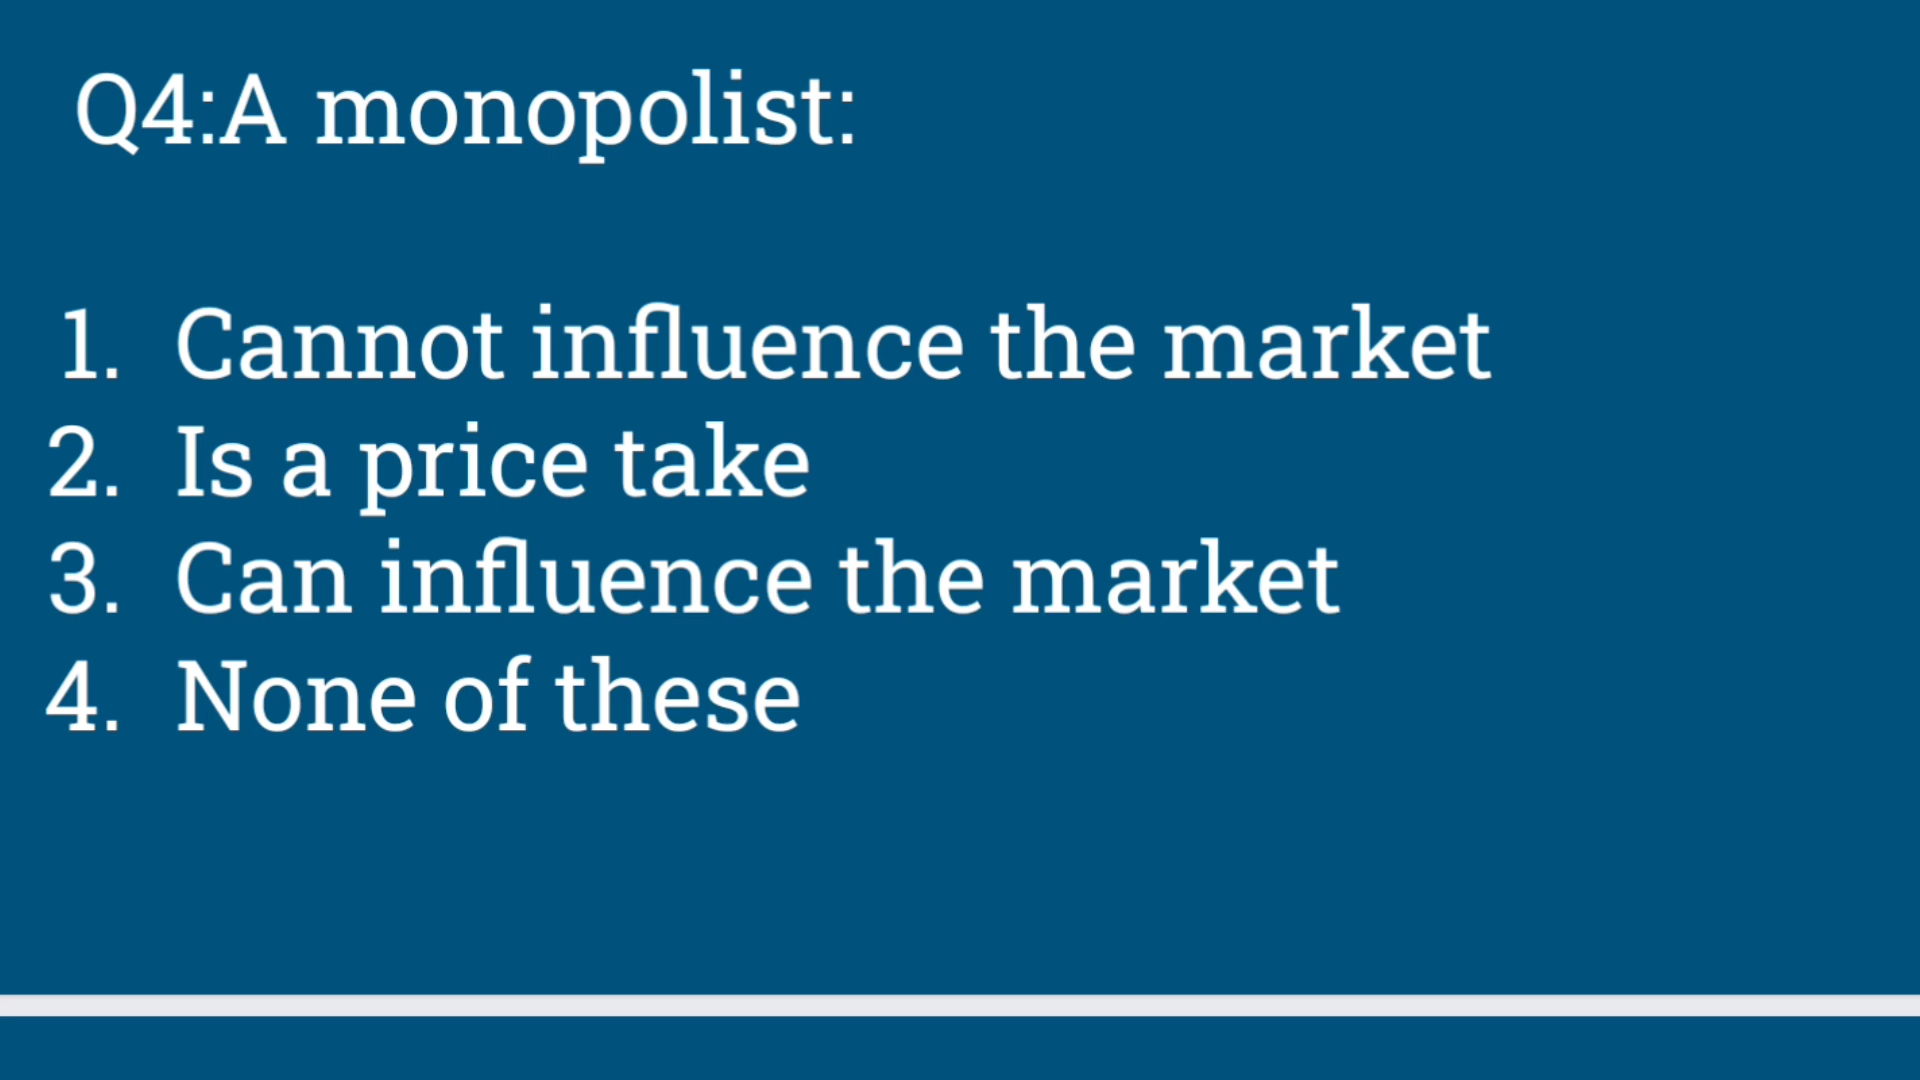 Q4:A monopolist:
1. Cannot influence the market
2. Is a price take
3. Can influence the market
4. None of these